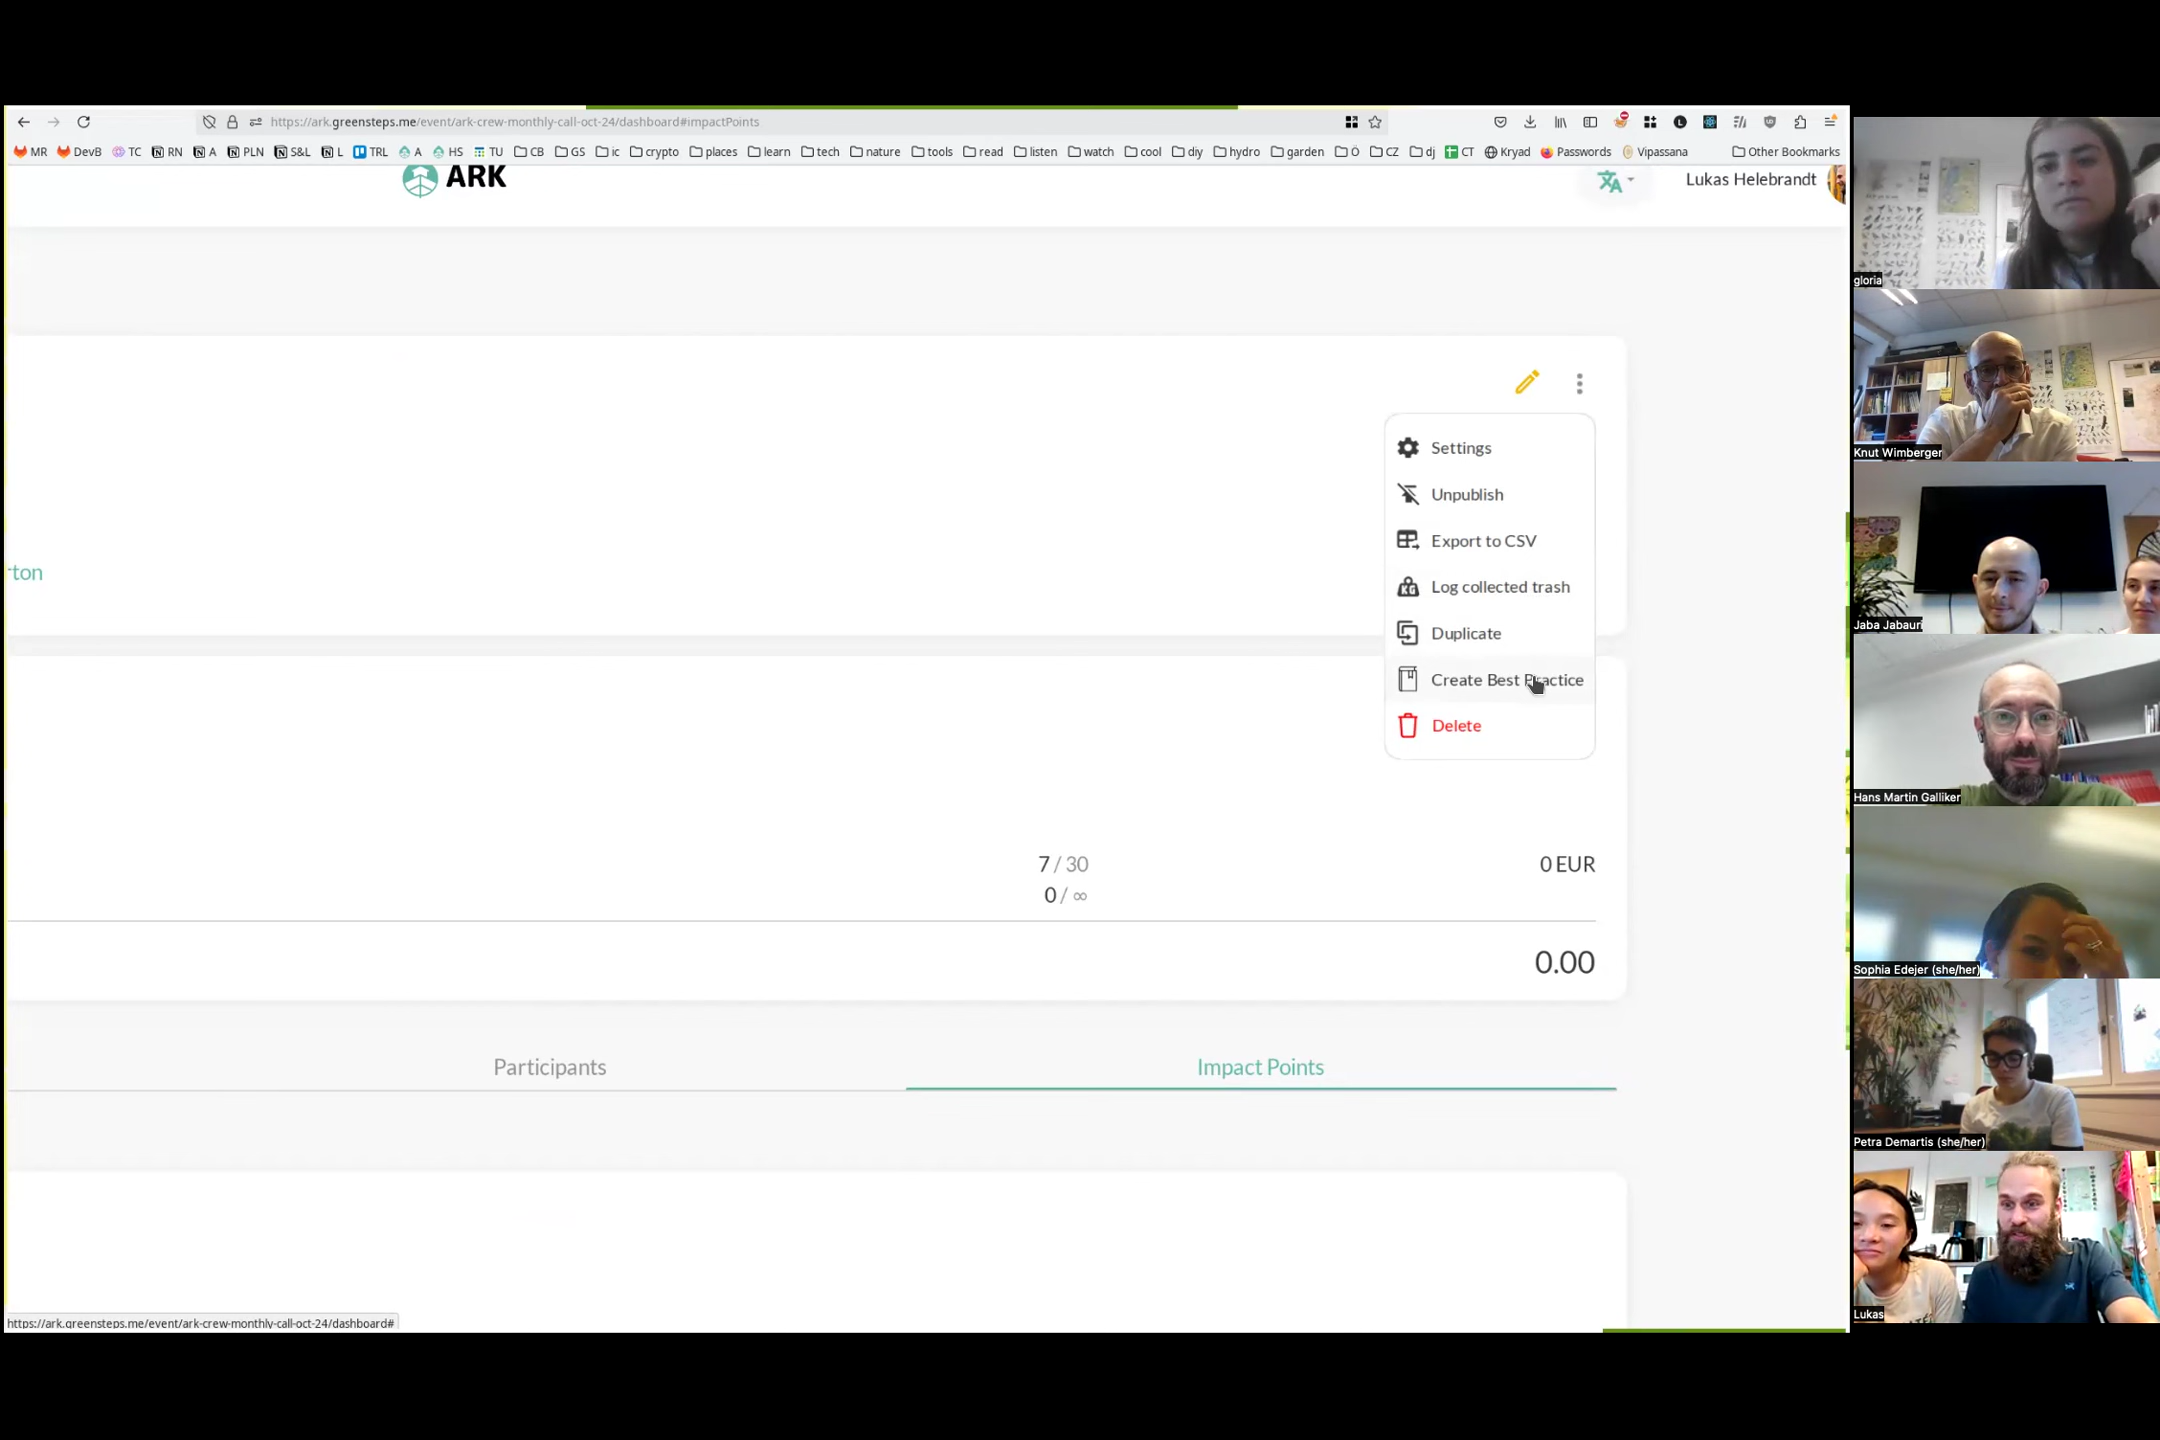 https://ark.greensteps.me/event/ark-crew-monthly-call-oct-24/dashboard#impactPoints
MR DevB TC RN A PLN S&L L TRL A HS TU CB GS ic crypto places learn tech nature tools read listen watch cool diy hydro garden Ö CZ dj CT Kryad Passwords Vipassana Other Bookmarks
ARK
Lukas Helebrandt
Settings
Unpublish
Export to CSV
rton
Log collected trash
Duplicate
Create Best Practice
Delete
7 / 30
0 EUR
0 / ∞
0.00
Participants
Impact Points
https://ark.greensteps.me/event/ark-crew-monthly-call-oct-24/dashboard#
gloria
Knut Wimberger
Jaba Jabauri
Hans Martin Galliker
Sophia Edejer (she/her)
Petra Demartis (she/her)
Lukas